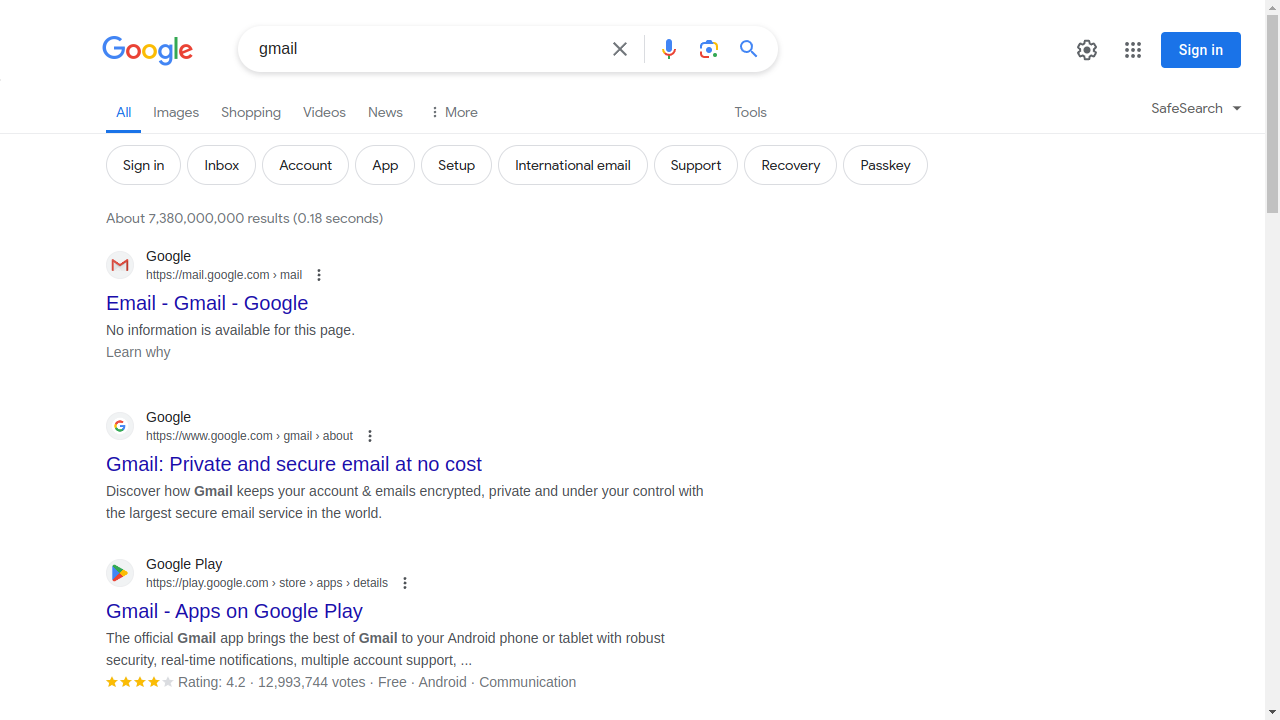 Google
gmail
Sign in
All
Images
Shopping
Videos
News
More
Tools
SafeSearch
Sign in
Inbox
Account
App
Setup
International email
Support
Recovery
Passkey
About 7,380,000,000 results (0.18 seconds)
Google
https://mail.google.com › mail
Email - Gmail - Google
No information is available for this page.
Learn why
Google
https://www.google.com › gmail › about
Gmail: Private and secure email at no cost
Discover how Gmail keeps your account & emails encrypted, private and under your control with
the largest secure email service in the world.
Google Play
https://play.google.com › store › apps › details
Gmail - Apps on Google Play
The official Gmail app brings the best of Gmail to your Android phone or tablet with robust
security, real-time notifications, multiple account support, ...
Rating: 4.2 · 12,993,744 votes · Free · Android · Communication